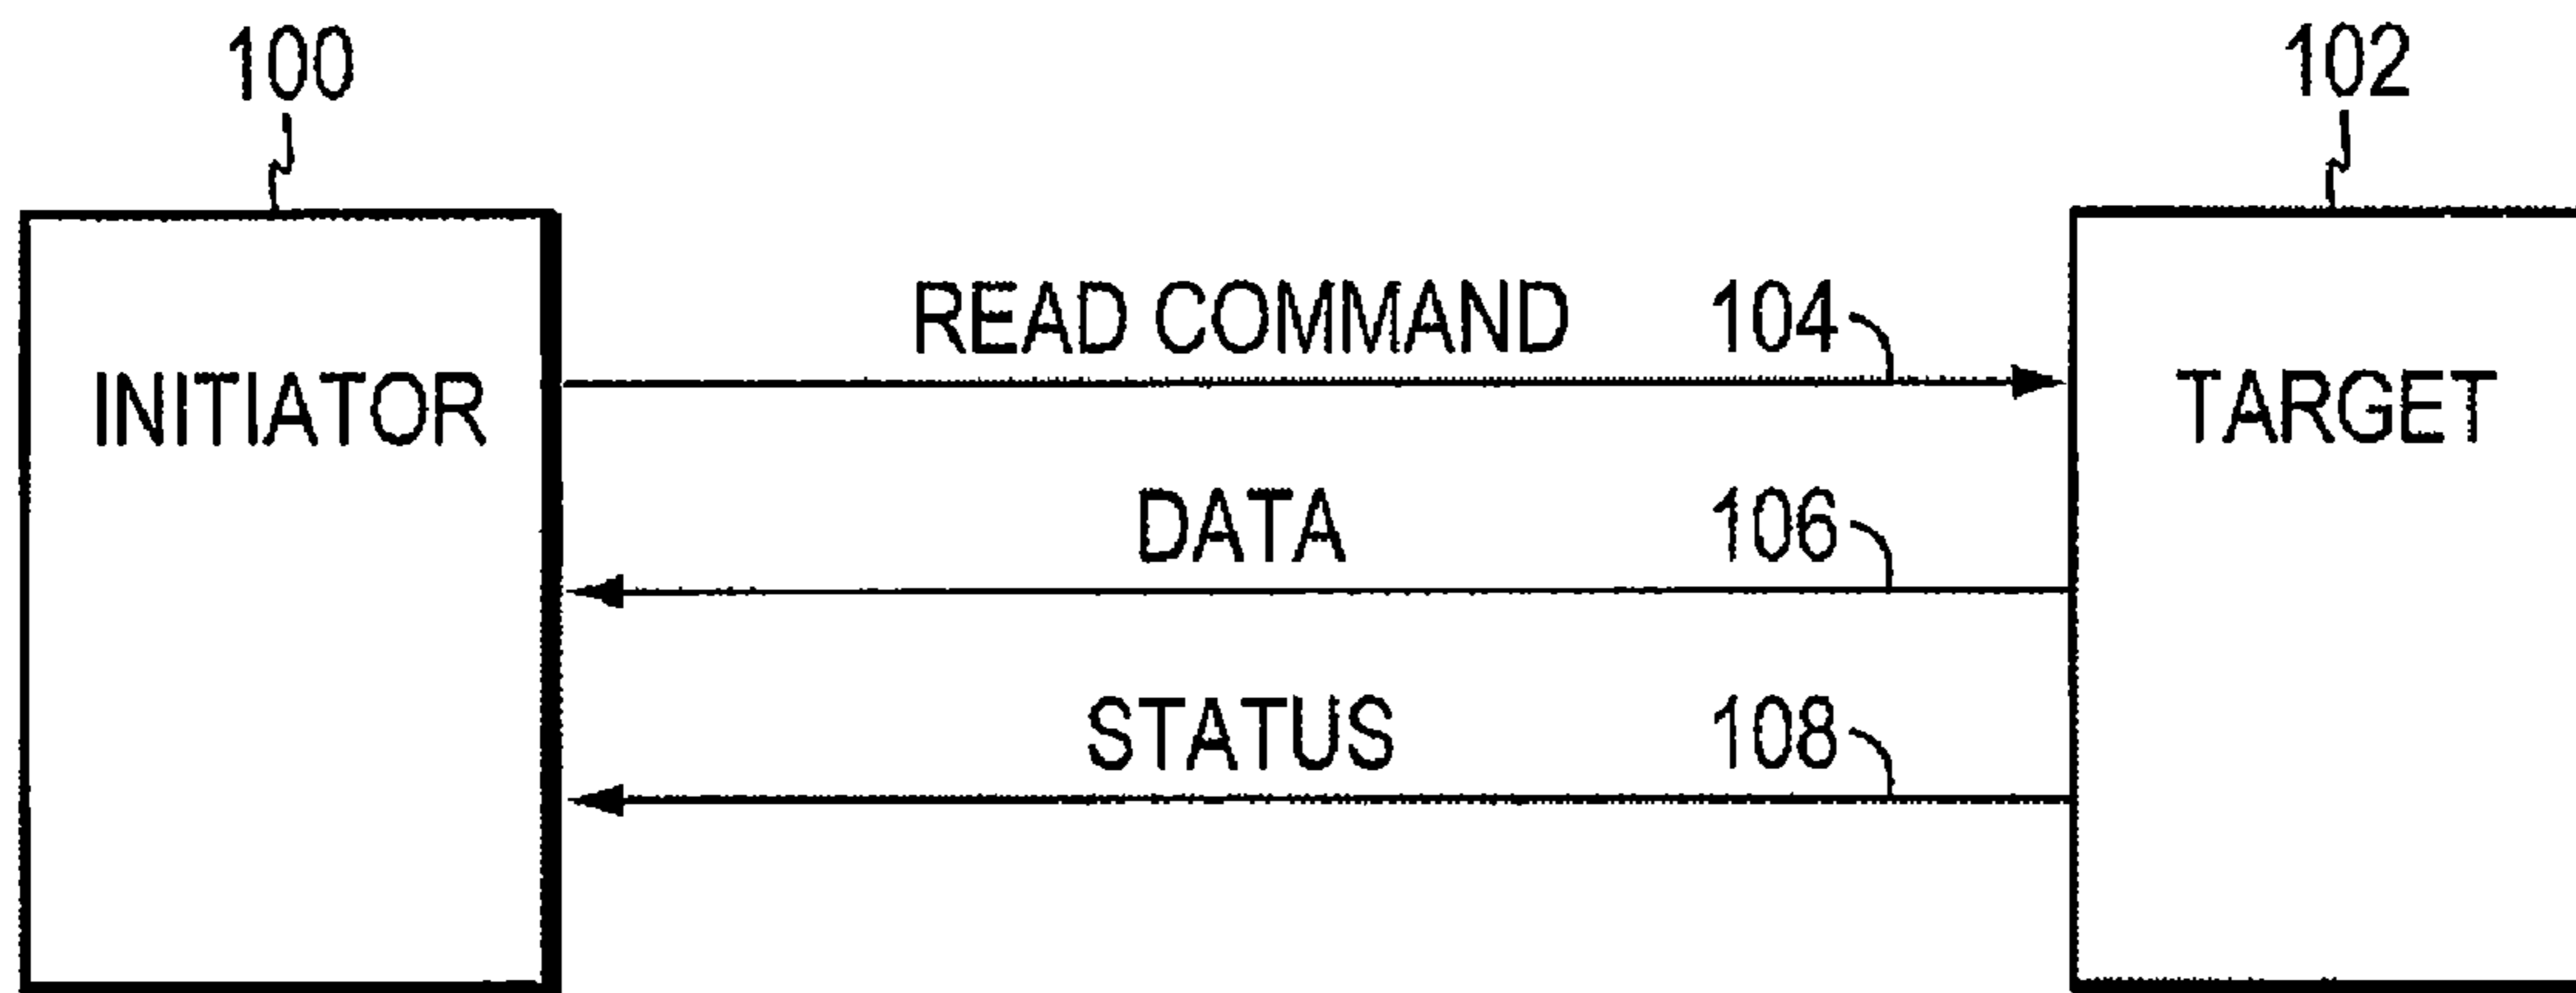 100 102
READ COMMAND 104
INITIATOR TARGET
DATA 106
STATUS 108